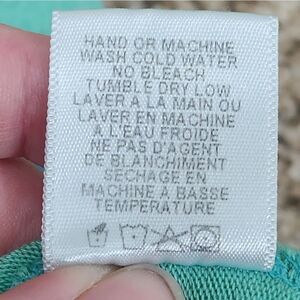 HAND OR MACHINE
WASH COLD WATER
NO BLEACH
TUMBLE DRY LOW
LAVER A LA MAIN OU
LAVER EN MACHINE
A L'EAU FROIDE
NE PAS D'AGENT
DE BLANCHIMENT
SECHAGE EN
MACHINE A BASSE
TEMPERATURE